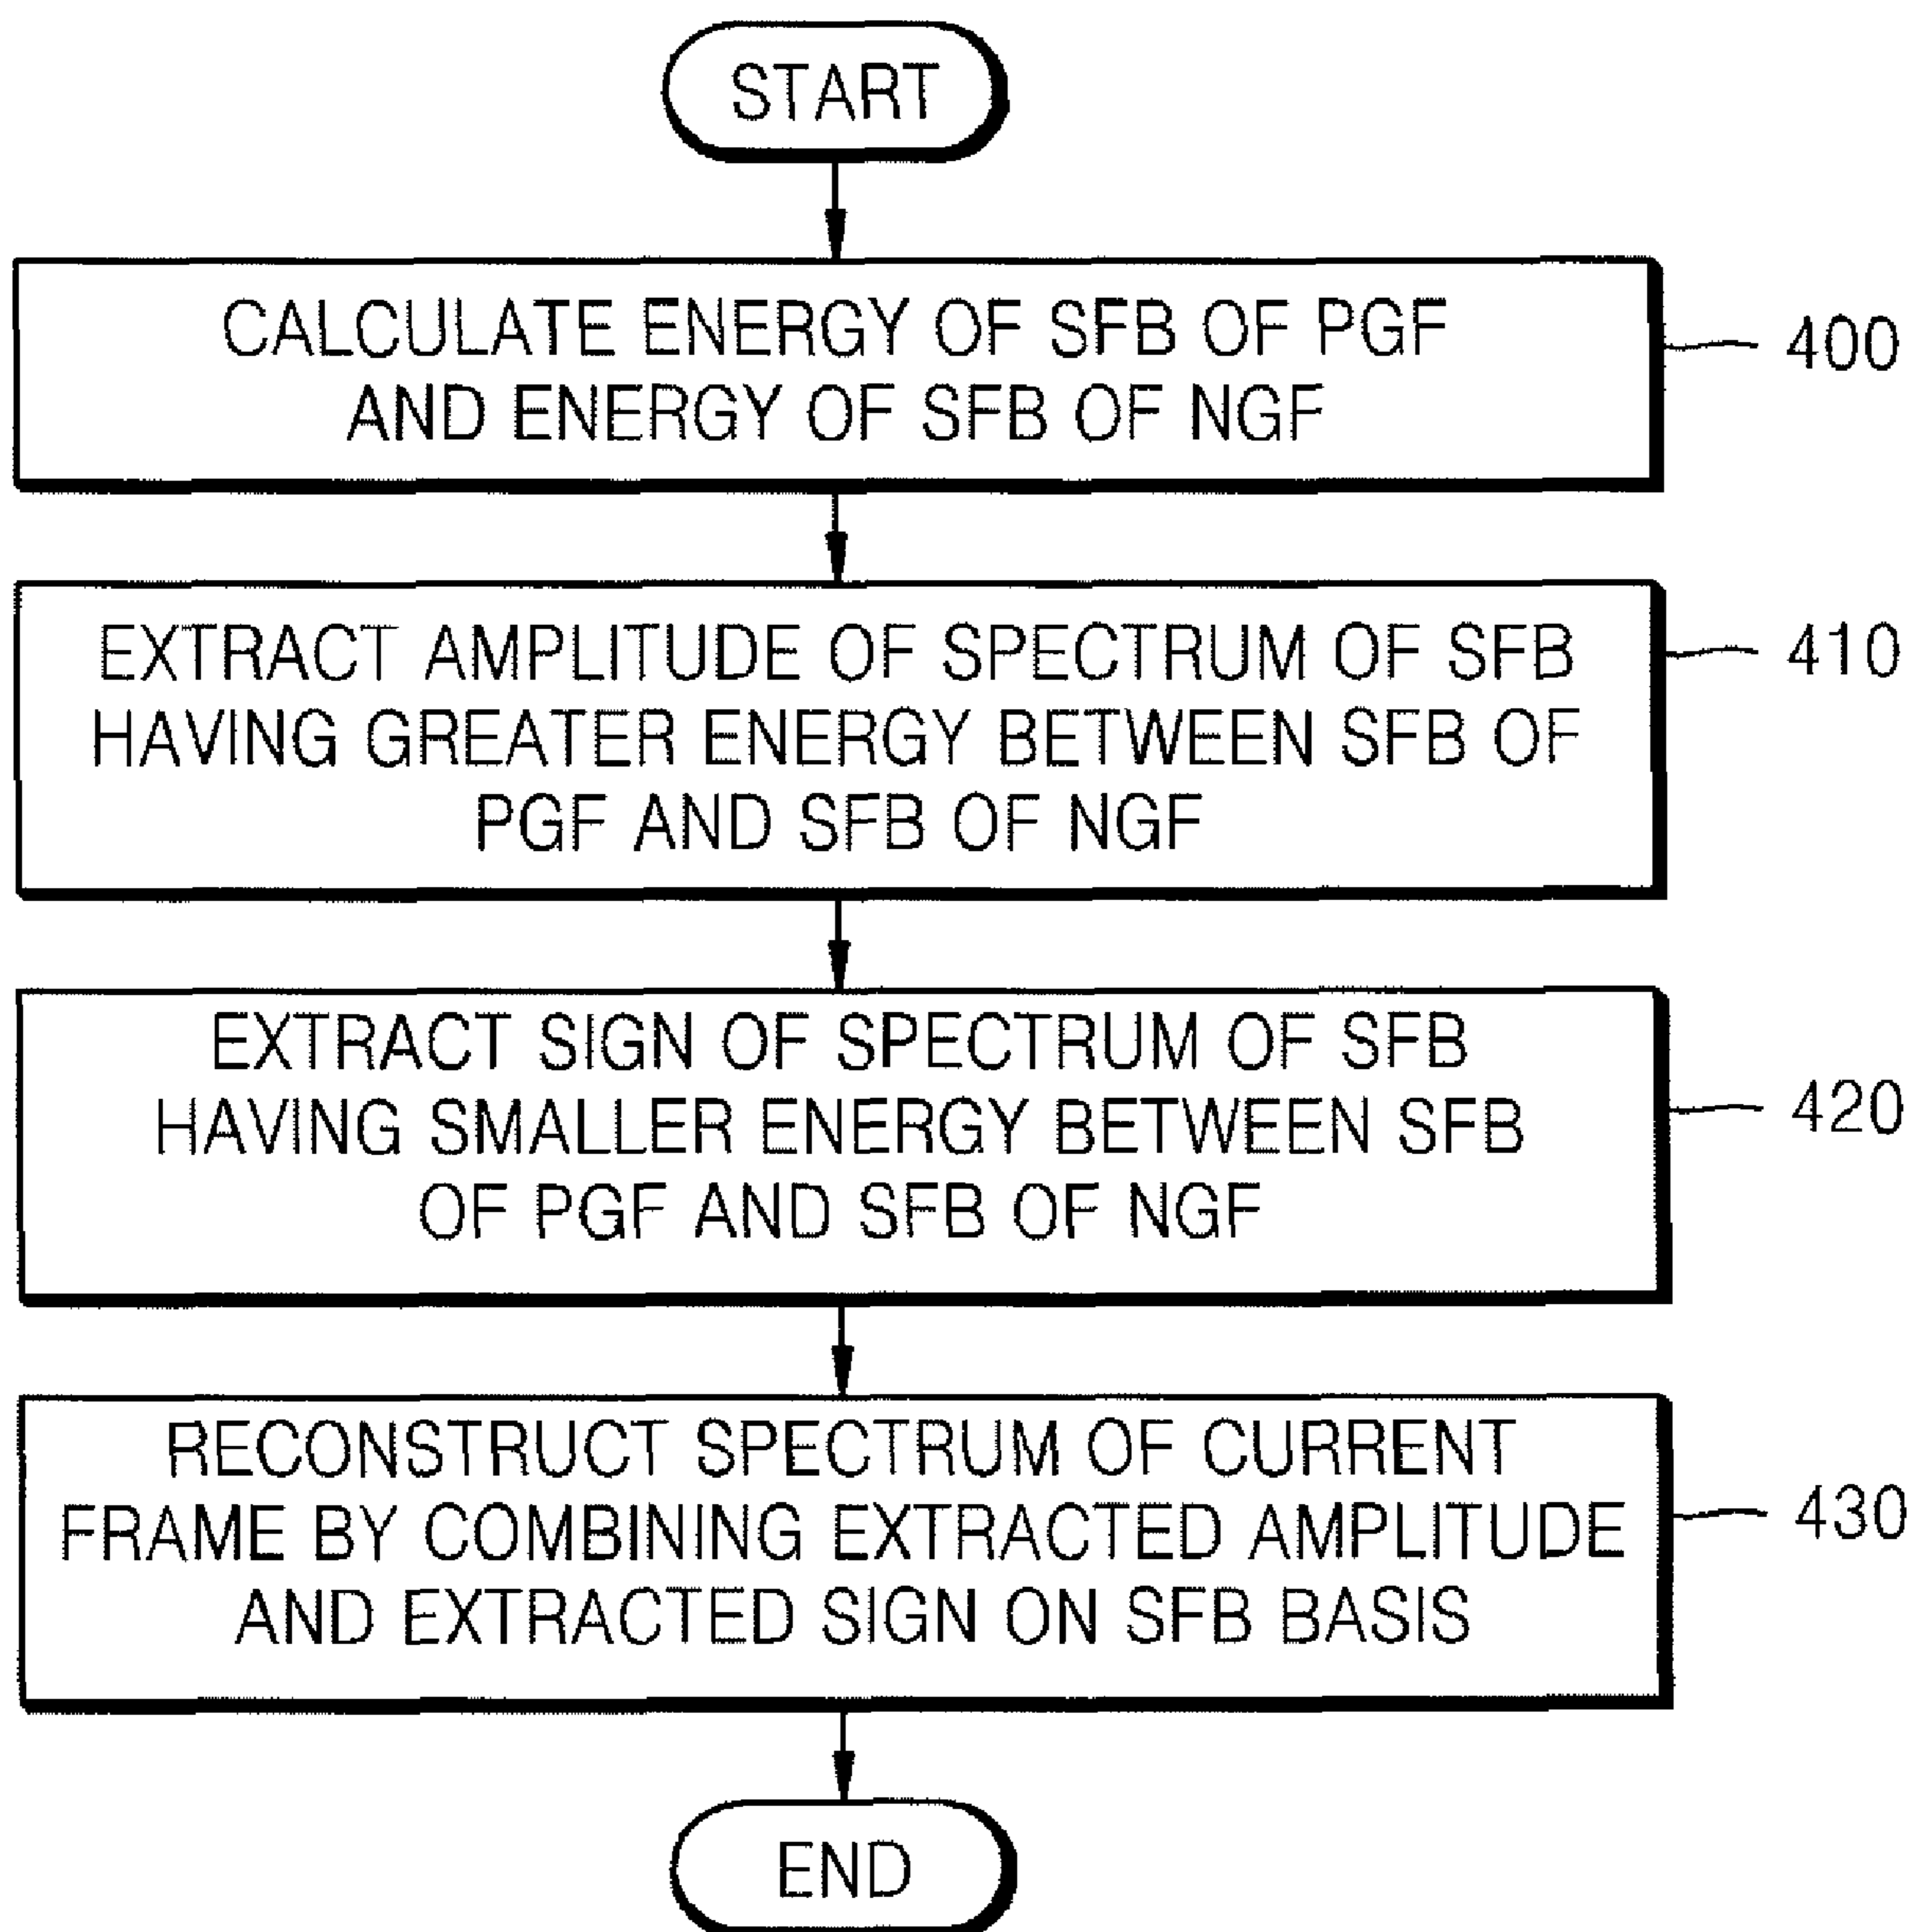 START
CALCULATE ENERGY OF SFB OF PGF
AND ENERGY OF SFB OF NGF
400
EXTRACT AMPLITUDE OF SPECTRUM OF SFB
HAVING GREATER ENERGY BETWEEN SFB OF
PGF AND SFB OF NGF
410
EXTRACT SIGN OF SPECTRUM OF SFB
HAVING SMALLER ENERGY BETWEEN SFB
OF PGF AND SFB OF NGF
420
RECONSTRUCT SPECTRUM OF CURRENT
FRAME BY COMBINING EXTRACTED AMPLITUDE
AND EXTRACTED SIGN ON SFB BASIS
430
END